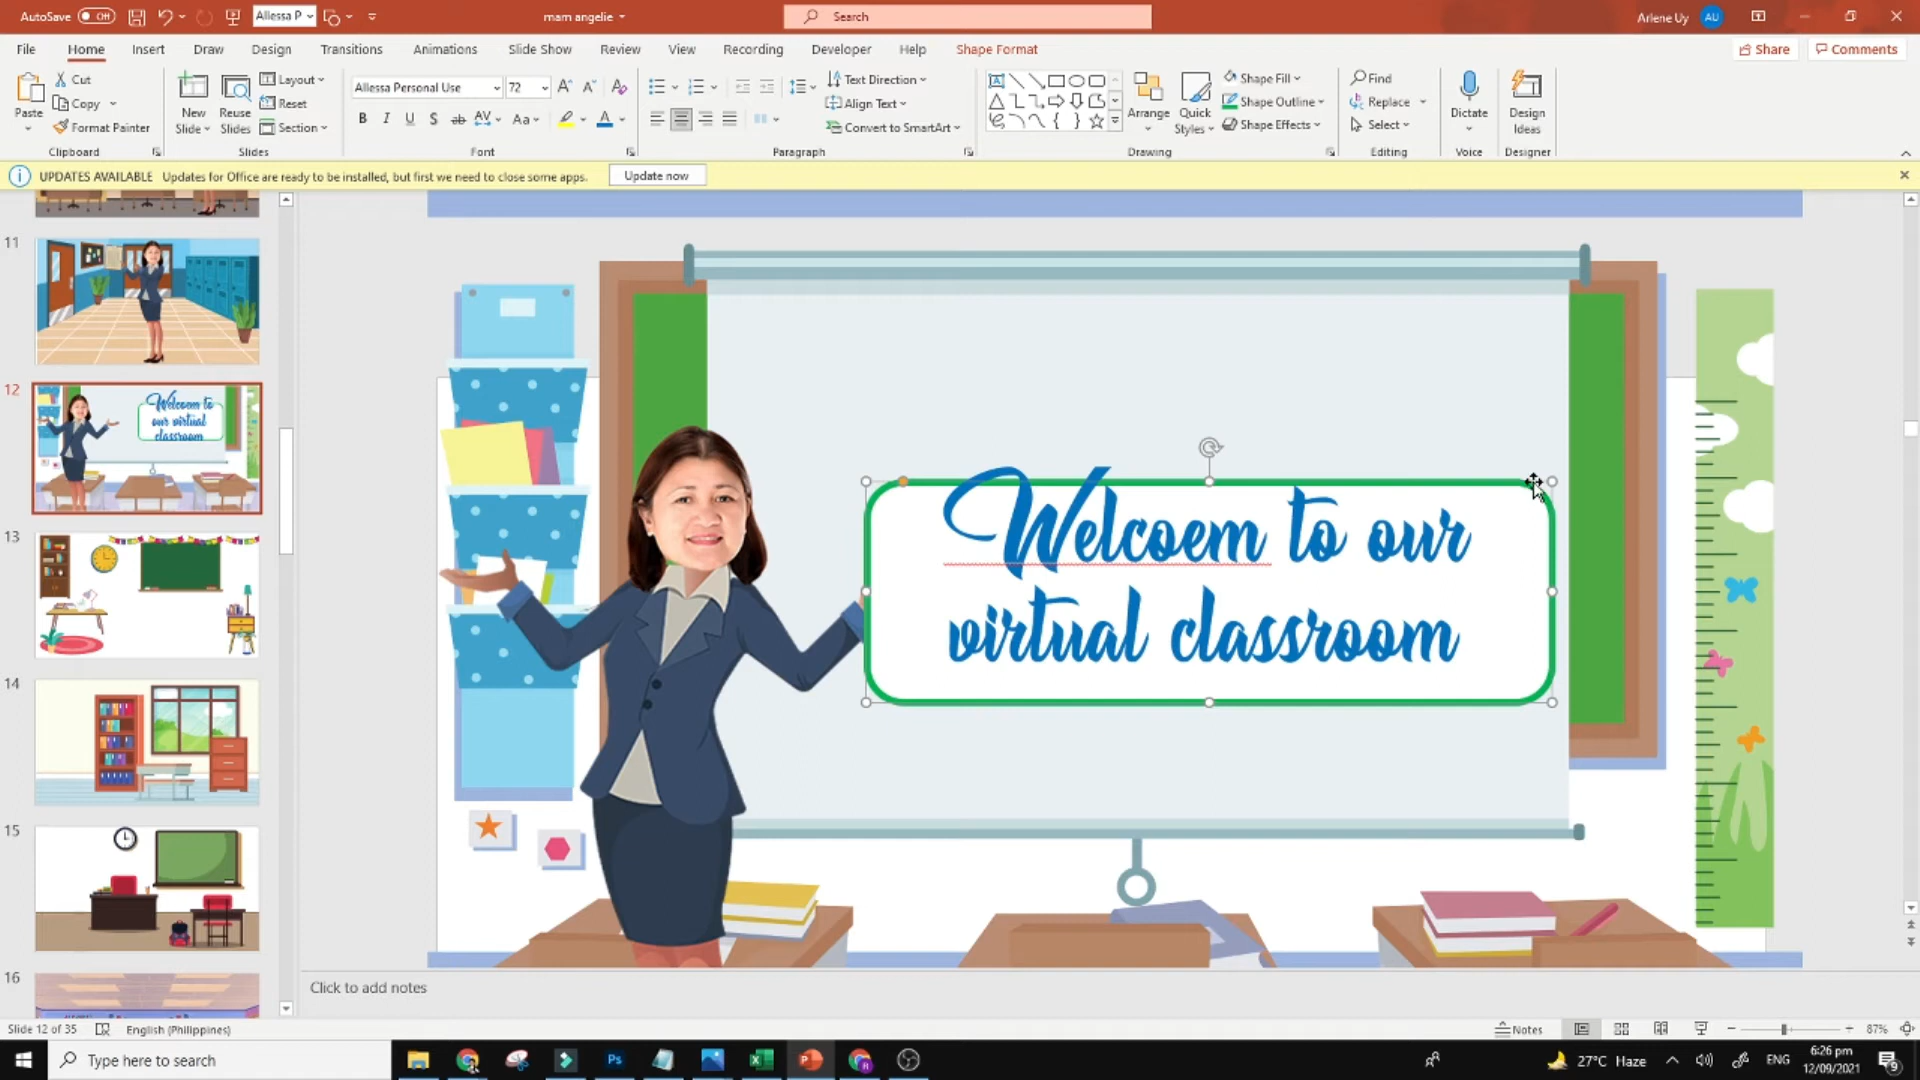 AutoSave Off Allessa P mam angelie Search Arlene Uy AU
File Home Insert Draw Design Transitions Animations Slide Show Review View Recording Developer Help Shape Format Share Comments
Paste Cut Copy Format Painter
Clipboard
New Slide Reuse Slides Layout Reset Section
Slides
Allessa Personal Use 72
B I U S ab AV Aa A
Font
Text Direction Align Text Convert to SmartArt
Paragraph
Arrange Quick Styles Shape Fill Shape Outline Shape Effects
Drawing
Find Replace Select
Editing
Dictate
Voice
Design Ideas
Designer
UPDATES AVAILABLE Updates for Office are ready to be installed, but first we need to close some apps. Update now
11
12
Welcoem to
our virtual
classroom
13
14
15
16
Welcoem to our
virtual classroom
Click to add notes
Slide 12 of 35 English (Philippines) Notes 87%
Type here to search Ps 27°C Haze ENG 6:26 pm
12/09/2021
9